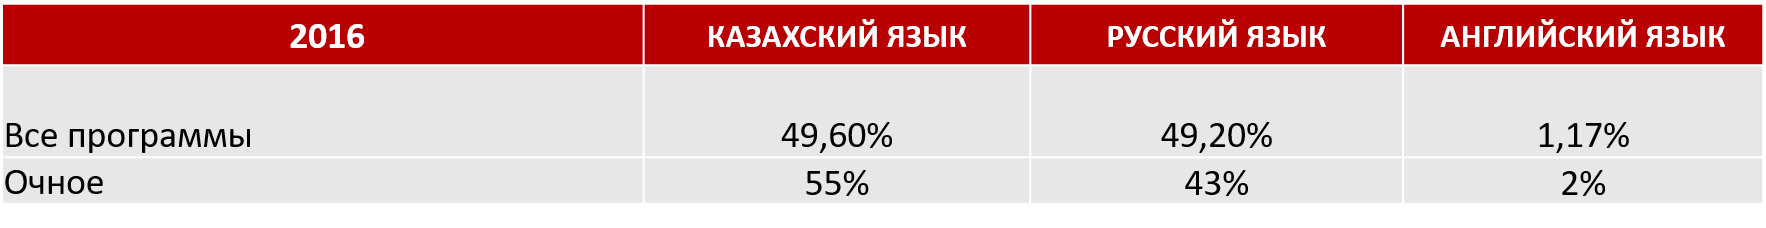 2016 КАЗАХСКИЙ ЯЗЫК РУССКИЙ ЯЗЫК АНГЛИЙСКИЙ ЯЗЫК
Все программы 49,60% 49,20% 1,17%
Очное 55% 43% 2%